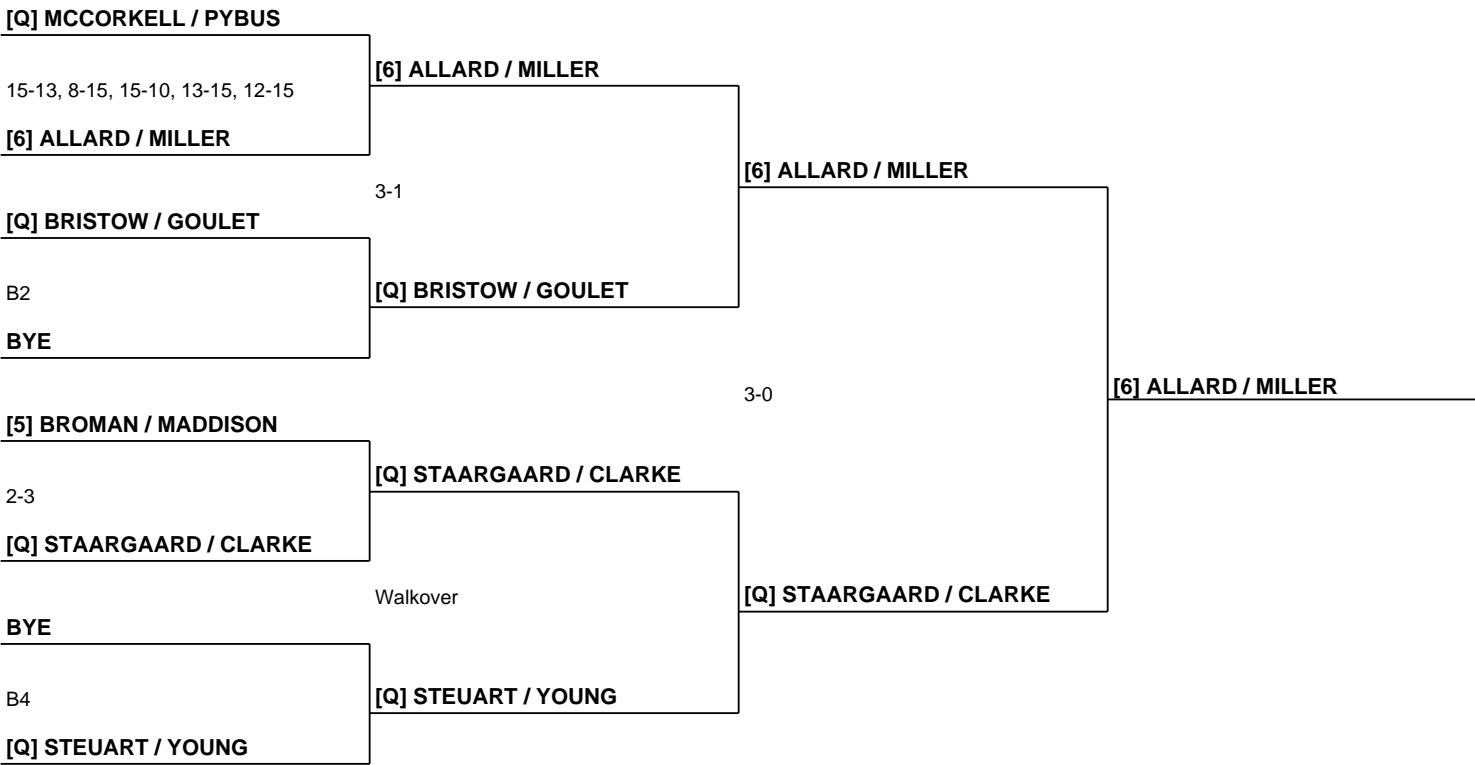 [Q] MCCORKELL / PYBUS
15-13, 8-15, 15-10, 13-15, 12-15
[6] ALLARD / MILLER
[Q] BRISTOW / GOULET
B2
BYE
[5] BROMAN / MADDISON
2-3
[Q] STAARGAARD / CLARKE
BYE
B4
[Q] STEUART / YOUNG
[6] ALLARD / MILLER
3-1
[Q] BRISTOW / GOULET
[Q] STAARGAARD / CLARKE
Walkover
[Q] STEUART / YOUNG
[6] ALLARD / MILLER
3-0
[Q] STAARGAARD / CLARKE
[6] ALLARD / MILLER